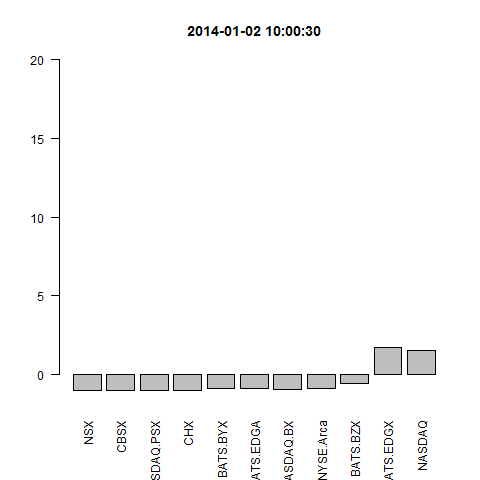 2014-01-02 10:00:30
20
15
10
5
0
NSX
CBSX
SDAQ.PSX
CHX
BATS.BYX
ATS.EDGA
ASDAQ.BX
NYSE.Arca
BATS.BZX
ATS.EDGX
NASDAQ